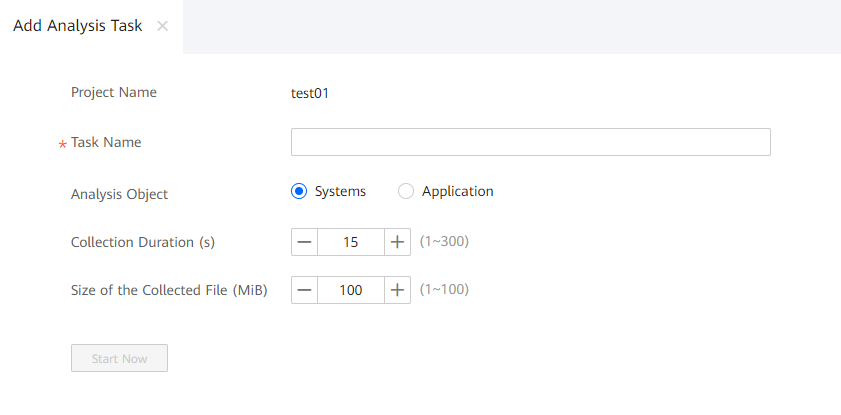 Add Analysis Task ×
Project Name test01
* Task Name
Analysis Object Systems Application
Collection Duration (s) − 15 + (1~300)
Size of the Collected File (MiB) − 100 + (1~100)
Start Now